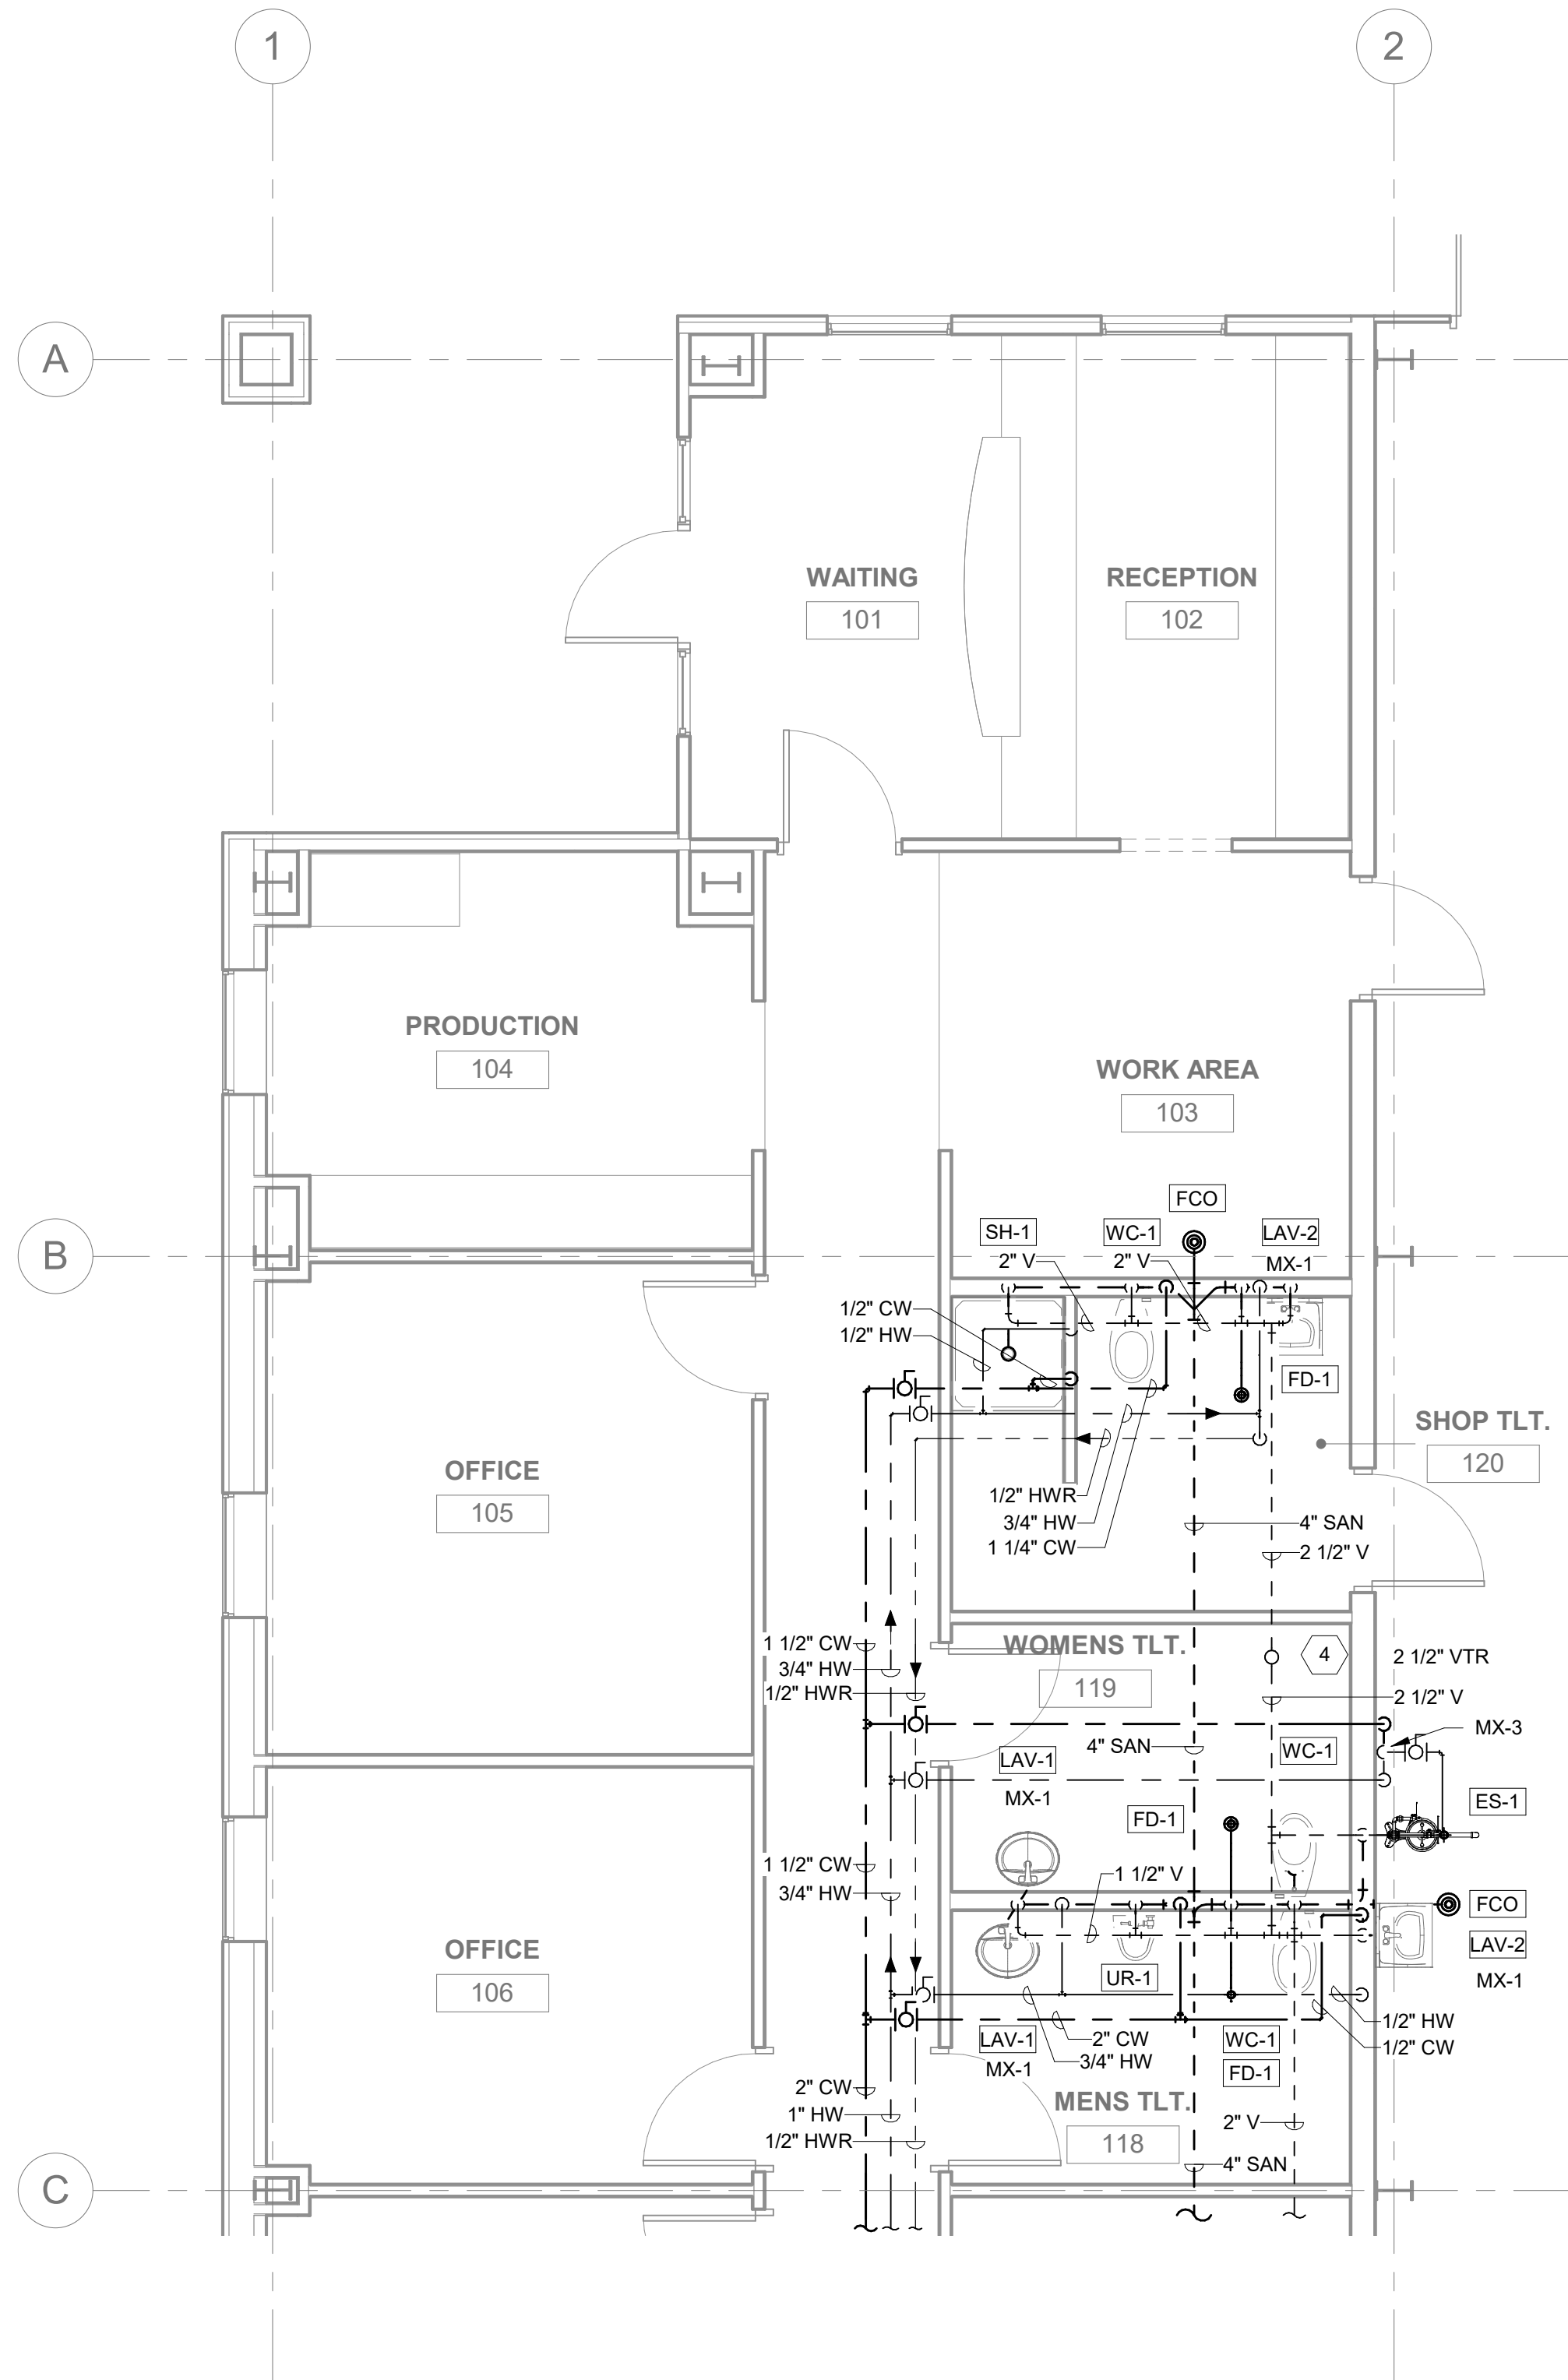 1
2
A
WAITING
101
RECEPTION
102
PRODUCTION
104
WORK AREA
103
FCO
B
SH-1
WC-1
LAV-2
2" V
2" V
MX-1
1/2" CW
1/2" HW
FD-1
SHOP TLT.
120
OFFICE
105
1/2" HWR
3/4" HW
1 1/4" CW
4" SAN
2 1/2" V
1 1/2" CW
3/4" HW
1/2" HWR
WOMENS TLT.
119
4
2 1/2" VTR
2 1/2" V
MX-3
4" SAN
WC-1
LAV-1
MX-1
ES-1
FD-1
1 1/2" CW
3/4" HW
1 1/2" V
FCO
LAV-2
MX-1
OFFICE
106
UR-1
1/2" HW
1/2" CW
LAV-1
MX-1
2" CW
3/4" HW
WC-1
FD-1
2" CW
1" HW
1/2" HWR
MENS TLT.
118
2" V
4" SAN
C